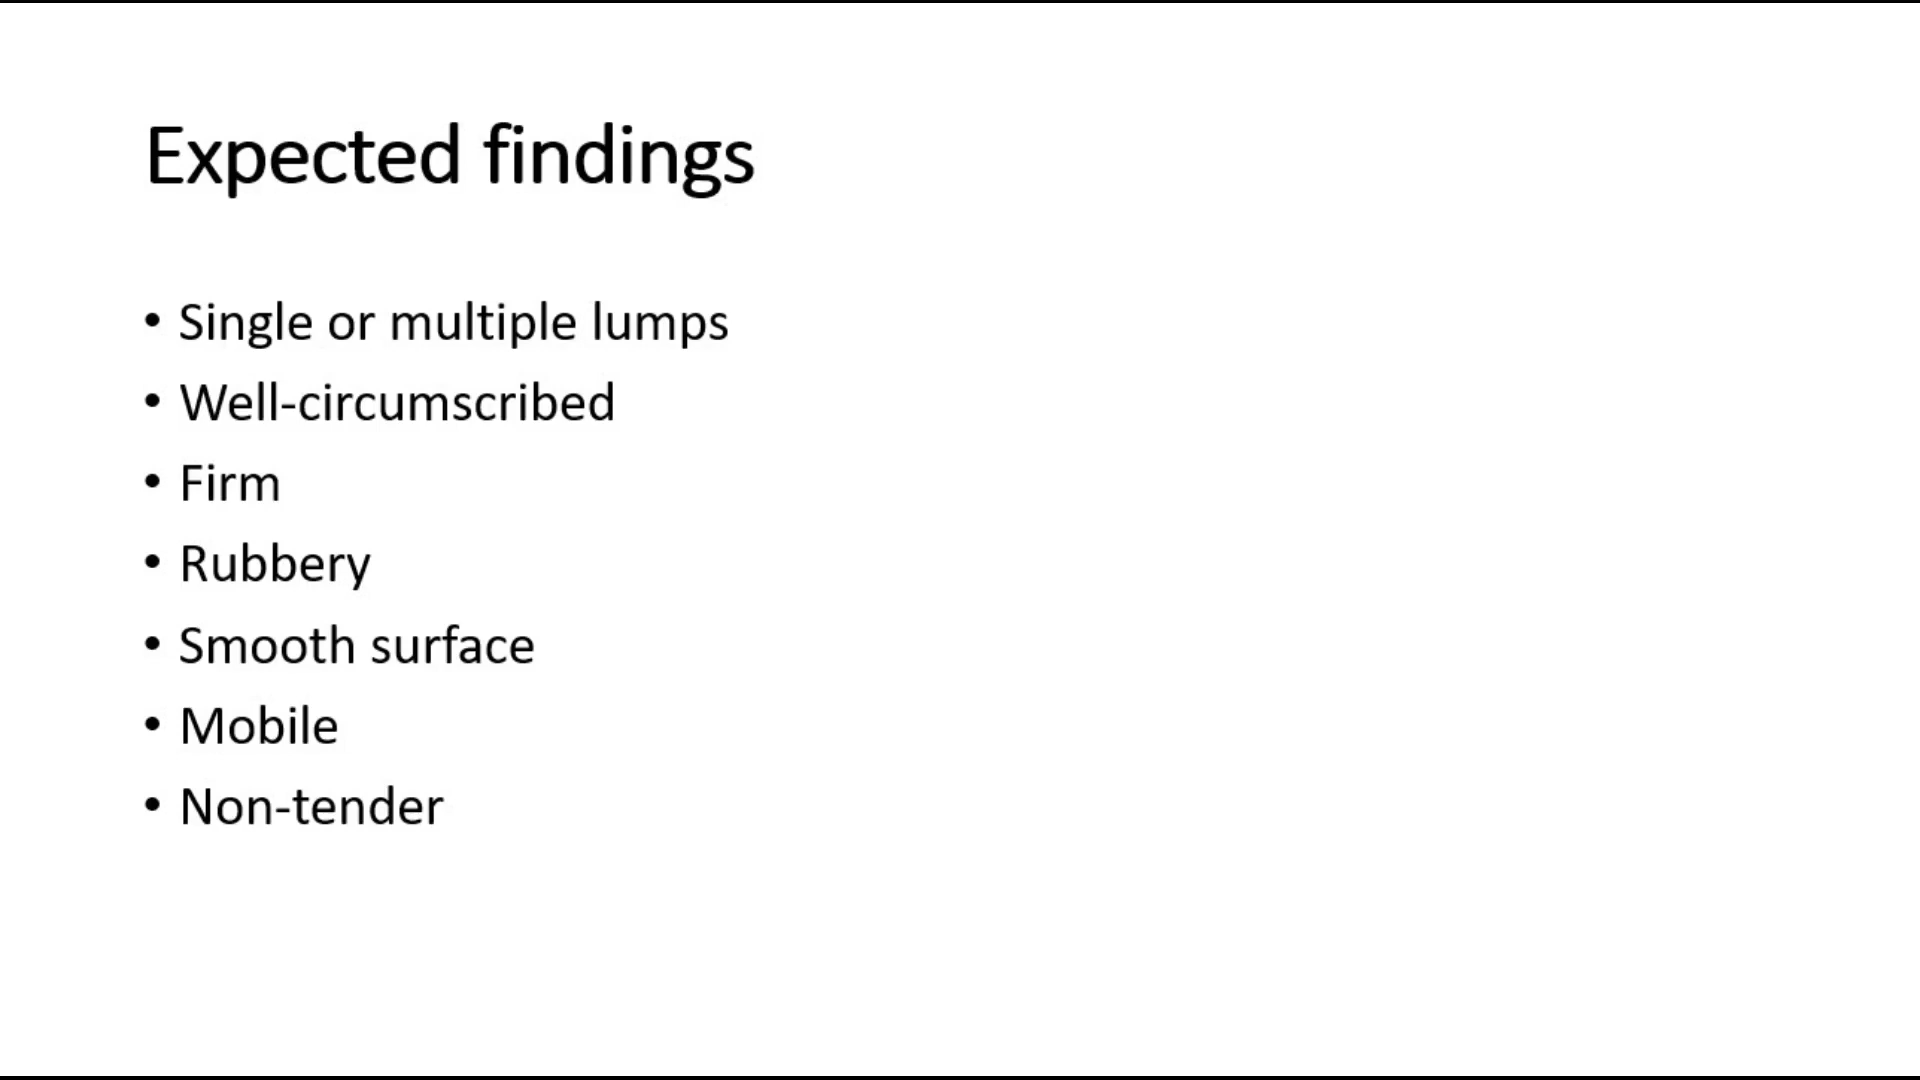 Expected findings
• Single or multiple lumps
• Well-circumscribed
• Firm
• Rubbery
• Smooth surface
• Mobile
• Non-tender